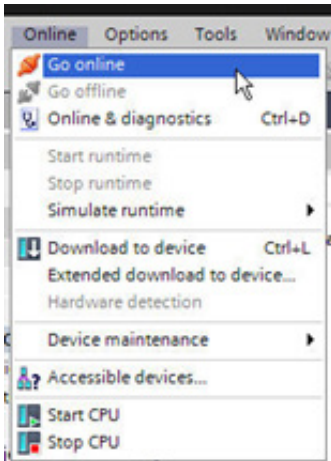 Online Options Tools Window
Go online
Go offline
Online & diagnostics Ctrl+D
Start runtime
Stop runtime
Simulate runtime
Download to device Ctrl+L
Extended download to device...
Hardware detection
Device maintenance
Accessible devices...
Start CPU
Stop CPU